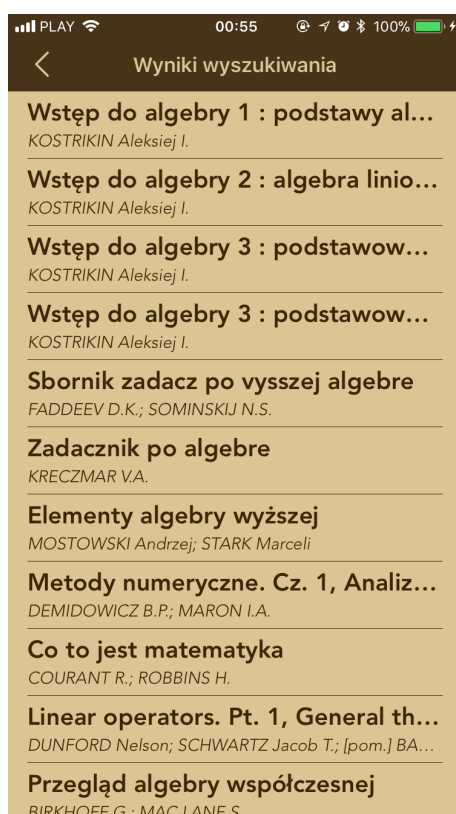 PLAY 00:55 100%
Wyniki wyszukiwania
Wstęp do algebry 1 : podstawy al...
KOSTRIKIN Aleksiej I.
Wstęp do algebry 2 : algebra linio...
KOSTRIKIN Aleksiej I.
Wstęp do algebry 3 : podstawow...
KOSTRIKIN Aleksiej I.
Wstęp do algebry 3 : podstawow...
KOSTRIKIN Aleksiej I.
Sbornik zadacz po vysszej algebre
FADDEEV D.K.; SOMINSKIJ N.S.
Zadacznik po algebre
KRECZMAR V.A.
Elementy algebry wyższej
MOSTOWSKI Andrzej; STARK Marceli
Metody numeryczne. Cz. 1, Analiz...
DEMIDOWICZ B.P.; MARON I.A.
Co to jest matematyka
COURANT R.; ROBBINS H.
Linear operators. Pt. 1, General th...
DUNFORD Nelson; SCHWARTZ Jacob T.; [pom.] BA...
Przegląd algebry współczesnej
BIRKHOFF G.; MAC LANE S.